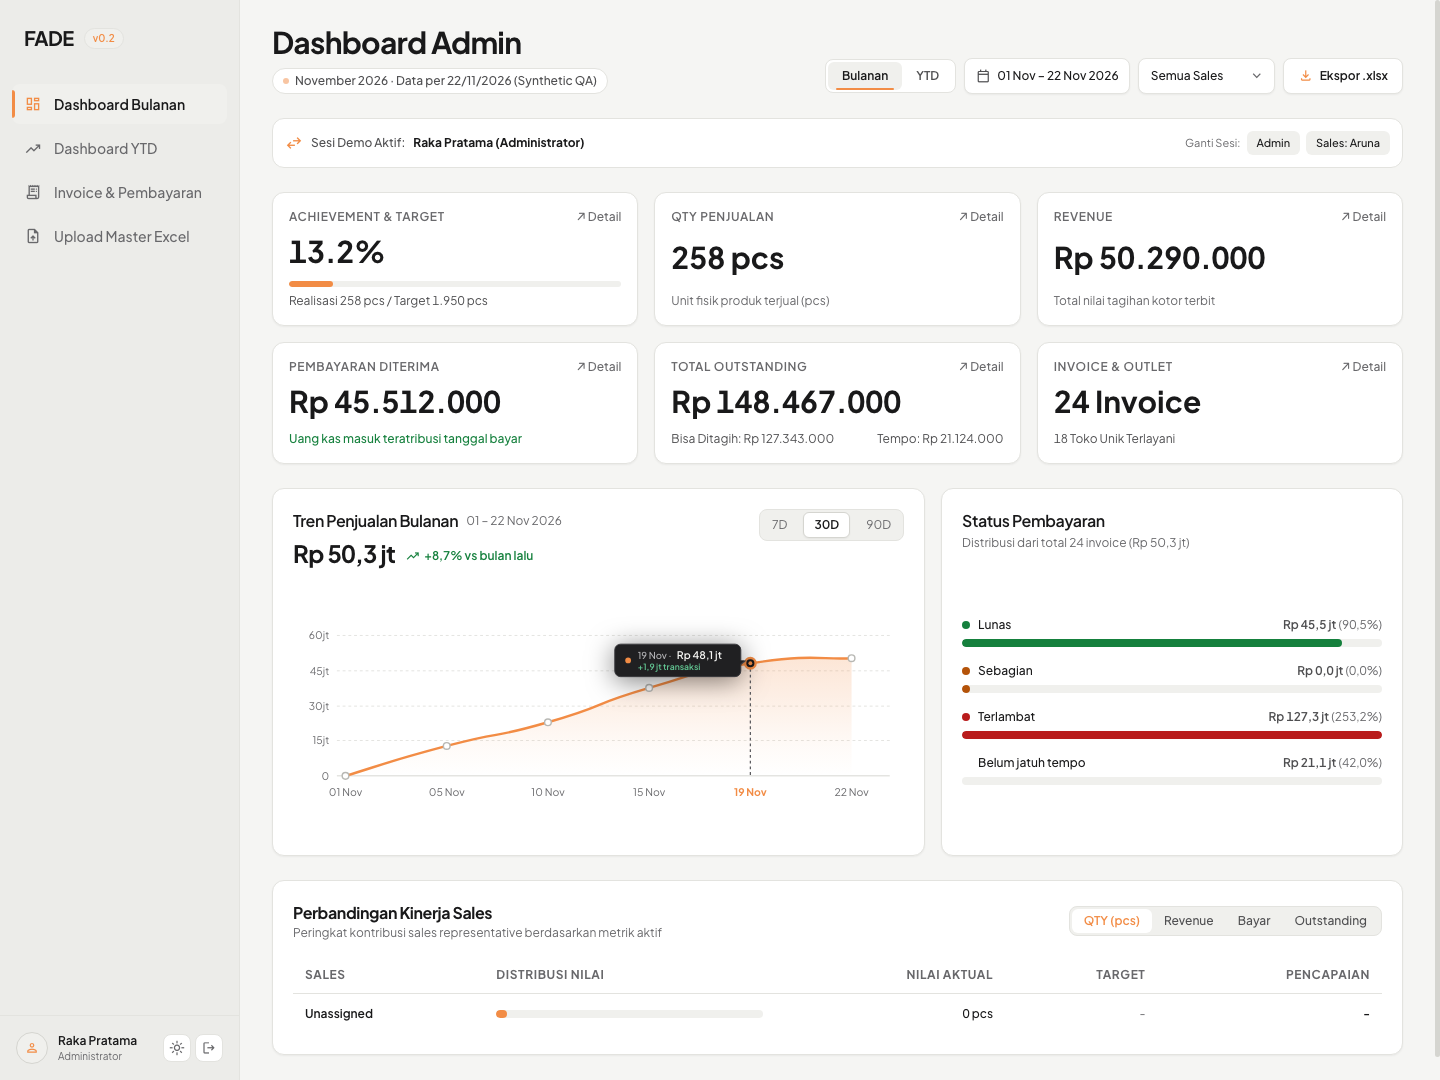 FADE v0.2
Dashboard Bulanan
Dashboard YTD
Invoice & Pembayaran
Upload Master Excel
Raka Pratama
Administrator
Dashboard Admin
November 2026 · Data per 22/11/2026 (Synthetic QA)
Bulanan YTD 01 Nov – 22 Nov 2026 Semua Sales Ekspor .xlsx
Sesi Demo Aktif: Raka Pratama (Administrator) Ganti Sesi: Admin Sales: Aruna
ACHIEVEMENT & TARGET Detail
13.2%
Realisasi 258 pcs / Target 1.950 pcs
QTY PENJUALAN Detail
258 pcs
Unit fisik produk terjual (pcs)
REVENUE Detail
Rp 50.290.000
Total nilai tagihan kotor terbit
PEMBAYARAN DITERIMA Detail
Rp 45.512.000
Uang kas masuk teratribusi tanggal bayar
TOTAL OUTSTANDING Detail
Rp 148.467.000
Bisa Ditagih: Rp 127.343.000 Tempo: Rp 21.124.000
INVOICE & OUTLET Detail
24 Invoice
18 Toko Unik Terlayani
Tren Penjualan Bulanan 01 – 22 Nov 2026 7D 30D 90D
Rp 50,3 jt +8,7% vs bulan lalu
60jt
45jt
30jt
15jt
0
19 Nov · Rp 48,1 jt
+1,9 jt transaksi
01 Nov 05 Nov 10 Nov 15 Nov 19 Nov 22 Nov
Status Pembayaran
Distribusi dari total 24 invoice (Rp 50,3 jt)
Lunas Rp 45,5 jt (90,5%)
Sebagian Rp 0,0 jt (0,0%)
Terlambat Rp 127,3 jt (253,2%)
Belum jatuh tempo Rp 21,1 jt (42,0%)
Perbandingan Kinerja Sales
Peringkat kontribusi sales representative berdasarkan metrik aktif
QTY (pcs) Revenue Bayar Outstanding
SALES DISTRIBUSI NILAI NILAI AKTUAL TARGET PENCAPAIAN
Unassigned 0 pcs - -